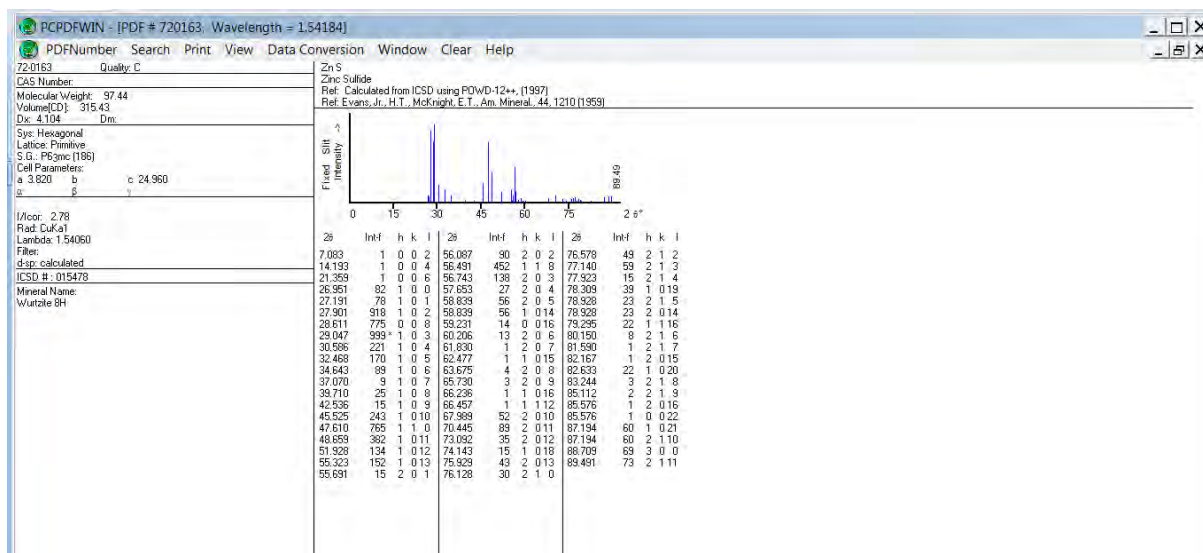 PCPDFWIN - [PDF # 720163, Wavelength = 1.54184]
PDFNumber Search Print View Data Conversion Window Clear Help
72-0163 Quality: C
CAS Number:
Molecular Weight: 97.44
Volume[CD]: 315.43
Dx: 4.104 Dm:
Sys: Hexagonal
Lattice: Primitive
S.G.: P63mc (186)
Cell Parameters:
a 3.820 b c 24.960
α β γ
I/Icor: 2.78
Rad: CuKa1
Lambda: 1.54060
Filter:
d-sp: calculated
ICSD # : 015478
Mineral Name:
Wurtzite 8H
Zn S
Zinc Sulfide
Ref: Calculated from ICSD using POWD-12++, (1997)
Ref: Evans, Jr., H.T., McKnight, E.T., Am. Mineral., 44, 1210 (1959)
Fixed Slit
Intensity ->
89.49
0 15 30 45 60 75 2 θ°
2θ Int-f h k l 2θ Int-f h k l 2θ Int-f h k l
7.083 1 0 0 2 56.087 90 2 0 2 76.578 49 2 1 2
14.193 1 0 0 4 56.491 452 1 1 8 77.140 59 2 1 3
21.359 1 0 0 6 56.743 138 2 0 3 77.923 15 2 1 4
26.951 82 1 0 0 57.653 27 2 0 4 78.309 39 1 0 19
27.191 78 1 0 1 58.839 56 2 0 5 78.928 23 2 1 5
27.901 918 1 0 2 58.839 56 1 0 14 78.928 23 2 0 14
28.611 775 0 0 8 59.231 14 0 0 16 79.295 22 1 1 16
29.047 999* 1 0 3 60.206 13 2 0 6 80.150 8 2 1 6
30.586 221 1 0 4 61.830 1 2 0 7 81.590 1 2 1 7
32.468 170 1 0 5 62.477 1 1 0 15 82.167 1 2 0 15
34.643 89 1 0 6 63.675 4 2 0 8 82.633 22 1 0 20
37.070 9 1 0 7 65.730 3 2 0 9 83.244 3 2 1 8
39.710 25 1 0 8 66.236 1 1 0 16 85.112 2 2 1 9
42.536 15 1 0 9 66.457 1 1 1 12 85.576 1 2 0 16
45.525 243 1 0 10 67.989 52 2 0 10 85.576 1 0 0 22
47.610 765 1 1 0 70.445 89 2 0 11 87.194 60 1 0 21
48.659 382 1 0 11 73.092 35 2 0 12 87.194 60 2 1 10
51.928 134 1 0 12 74.143 15 1 0 18 88.709 69 3 0 0
55.323 152 1 0 13 75.929 43 2 0 13 89.491 73 2 1 11
55.691 15 2 0 1 76.128 30 2 1 0